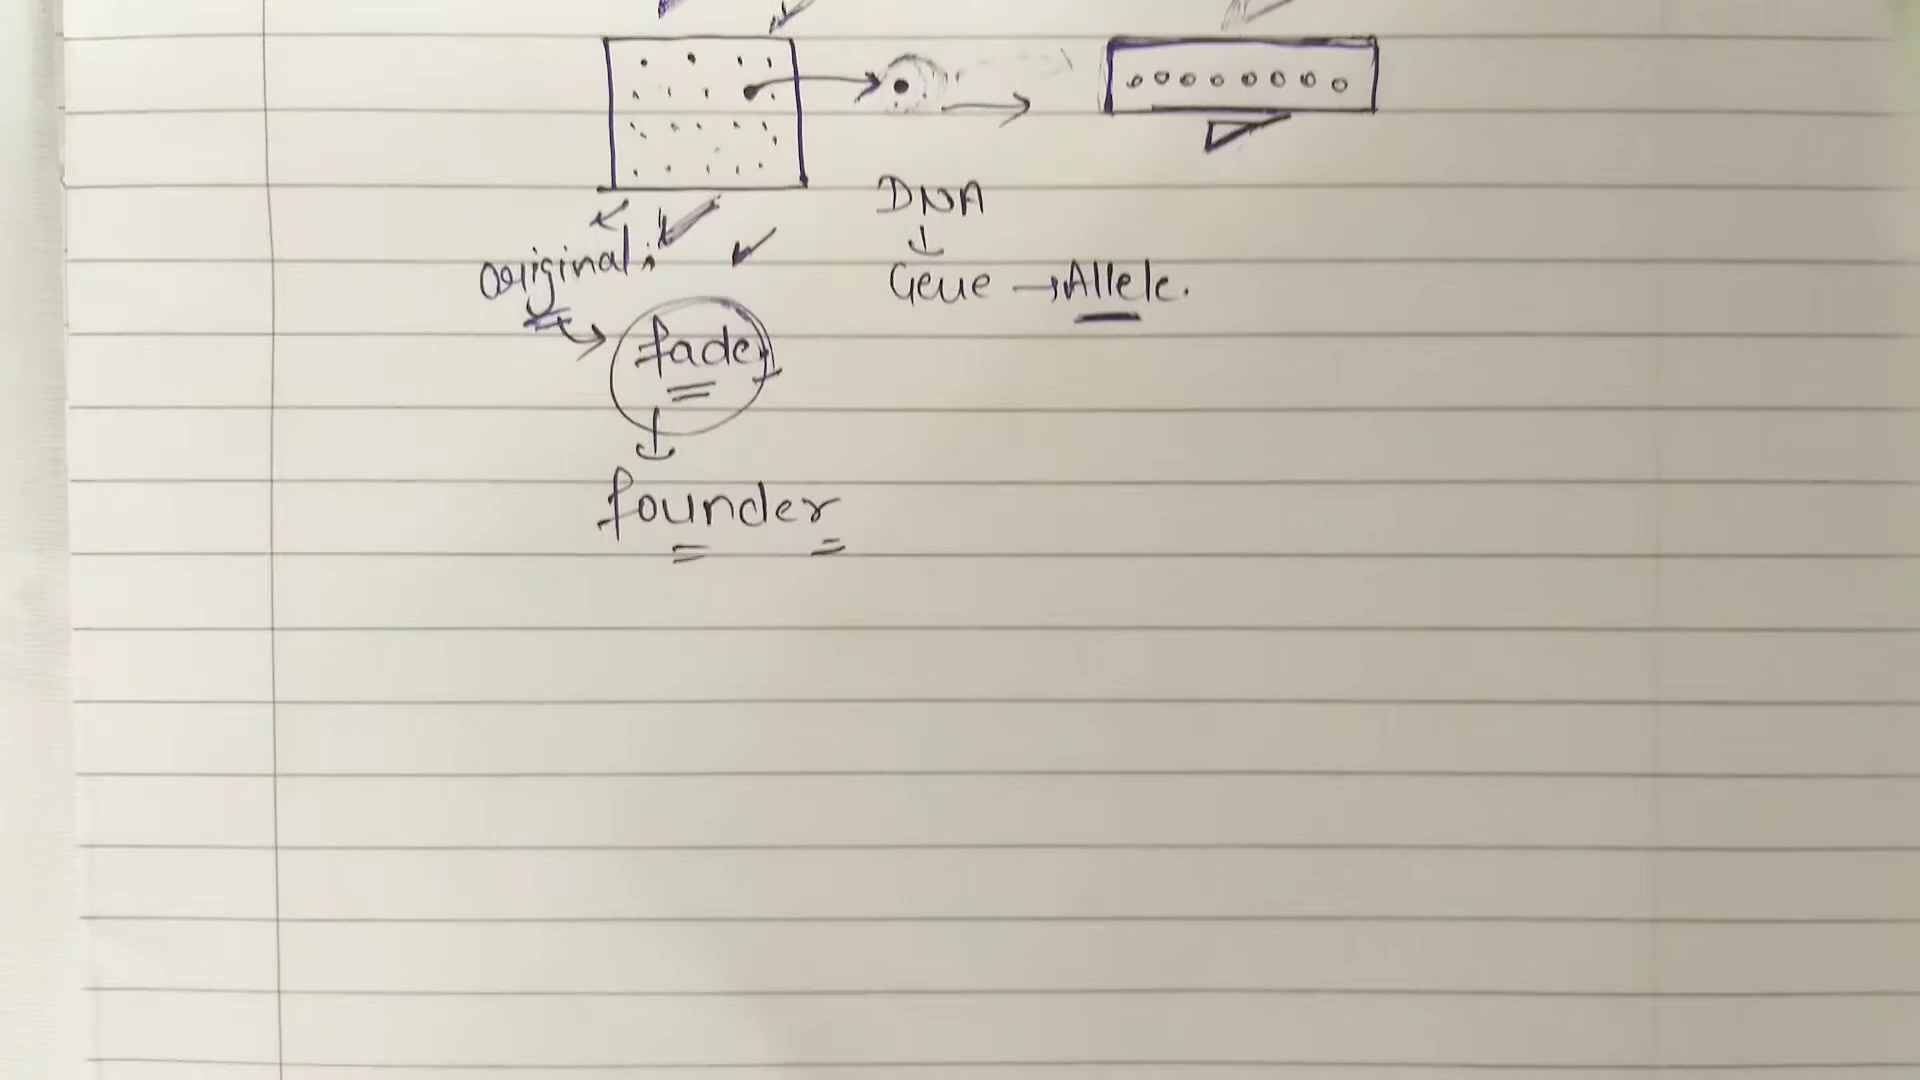 DNA
original:
Gene → Allele.
fade
founder